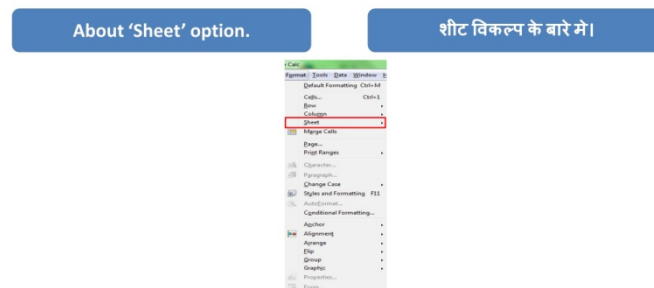 About ‘Sheet’ option.
शीट विकल्प के बारे मे।
Calc
Format Tools Data Window
Default Formatting Ctrl+M
Cells... Ctrl+1
Row
Column
Sheet
Merge Cells
Page...
Print Ranges
Character...
Paragraph...
Change Case
Styles and Formatting F11
AutoFormat...
Conditional Formatting...
Anchor
Alignment
Arrange
Flip
Group
Graphic
Properties...
Form